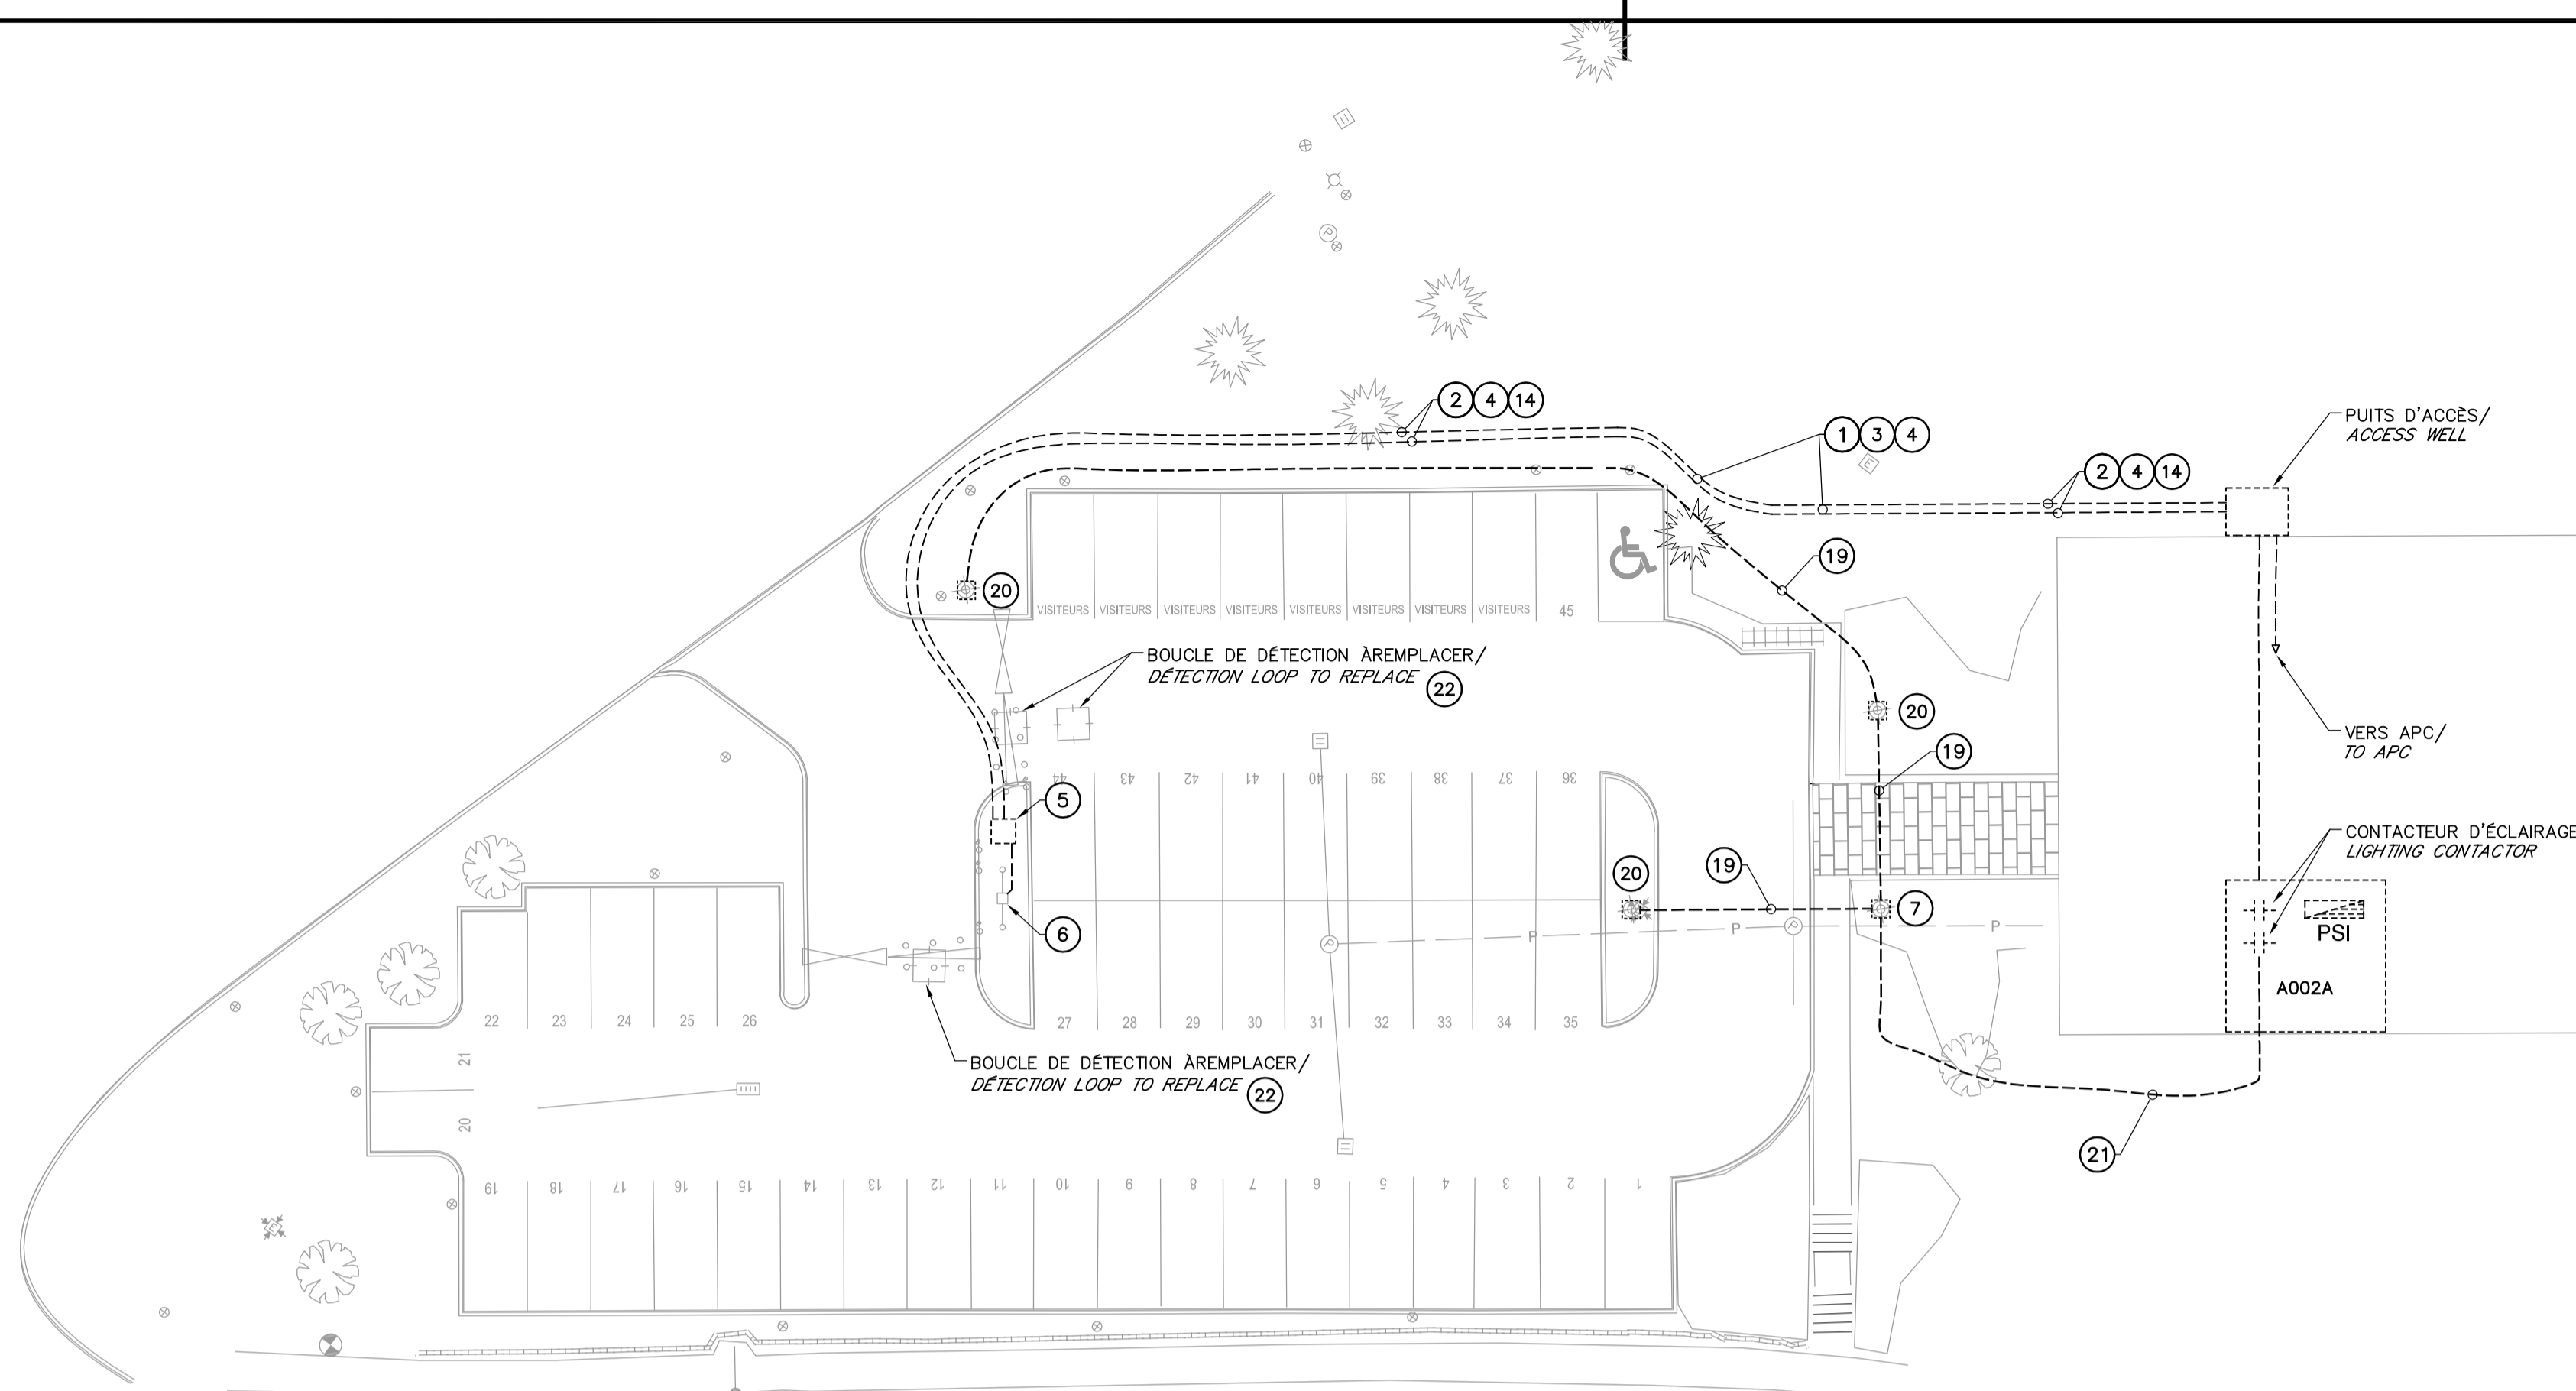 2 4 14
1 3 4
2 4 14
PUITS D'ACCÈS/
ACCESS WELL
E
19
20
VISITEURS VISITEURS VISITEURS VISITEURS VISITEURS VISITEURS VISITEURS VISITEURS 45
BOUCLE DE DÉTECTION ÀREMPLACER/
DÉTECTION LOOP TO REPLACE 22
20
19
VERS APC/
TO APC
44 43 42 41 40 39 38 37 36
5
CONTACTEUR D'ÉCLAIRAGE
LIGHTING CONTACTOR
20
19
7
6
P
P P P P
PSI
A002A
22 23 24 25 26
27 28 29 30 31 32 33 34 35
21
BOUCLE DE DÉTECTION ÀREMPLACER/
DÉTECTION LOOP TO REPLACE 22
20
21
19 18 17 16 15 14 13 12 11 10 9 8 7 6 5 4 3 2 1
E